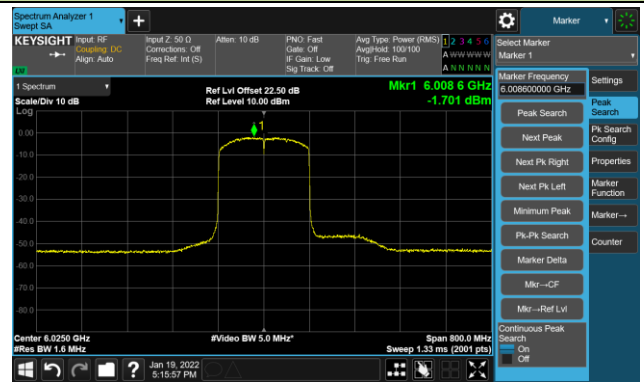 Spectrum Analyzer 1
Swept SA
Marker
KEYSIGHT
Input: RF
Coupling: DC
Align: Auto
Input Z: 50 Ω
Corrections: Off
Freq Ref: Int (S)
Atten: 10 dB
PNO: Fast
Gate: Off
IF Gain: Low
Sig Track: Off
Avg Type: Power (RMS)
Avg|Hold: 100/100
Trig: Free Run
1 2 3 4 5 6
A W W W W W
A N N N N N
Select Marker
Marker 1
1 Spectrum
Scale/Div 10 dB
Log
Ref Lvl Offset 22.50 dB
Ref Level 10.00 dBm
Mkr1 6.008 6 GHz
-1.701 dBm
1
0.00
-10.0
-20.0
-30.0
-40.0
-50.0
-60.0
-70.0
-80.0
Center 6.0250 GHz
#Res BW 1.6 MHz
#Video BW 5.0 MHz*
Span 800.0 MHz
Sweep 1.33 ms (2001 pts)
Marker Frequency
6.008600000 GHz
Peak Search
Next Peak
Next Pk Right
Next Pk Left
Minimum Peak
Pk-Pk Search
Marker Delta
Mkr→CF
Mkr→Ref Lvl
Continuous Peak
Search
On
Off
Settings
Peak
Search
Pk Search
Config
Properties
Marker
Function
Marker→
Counter
Jan 19, 2022
5:15:57 PM